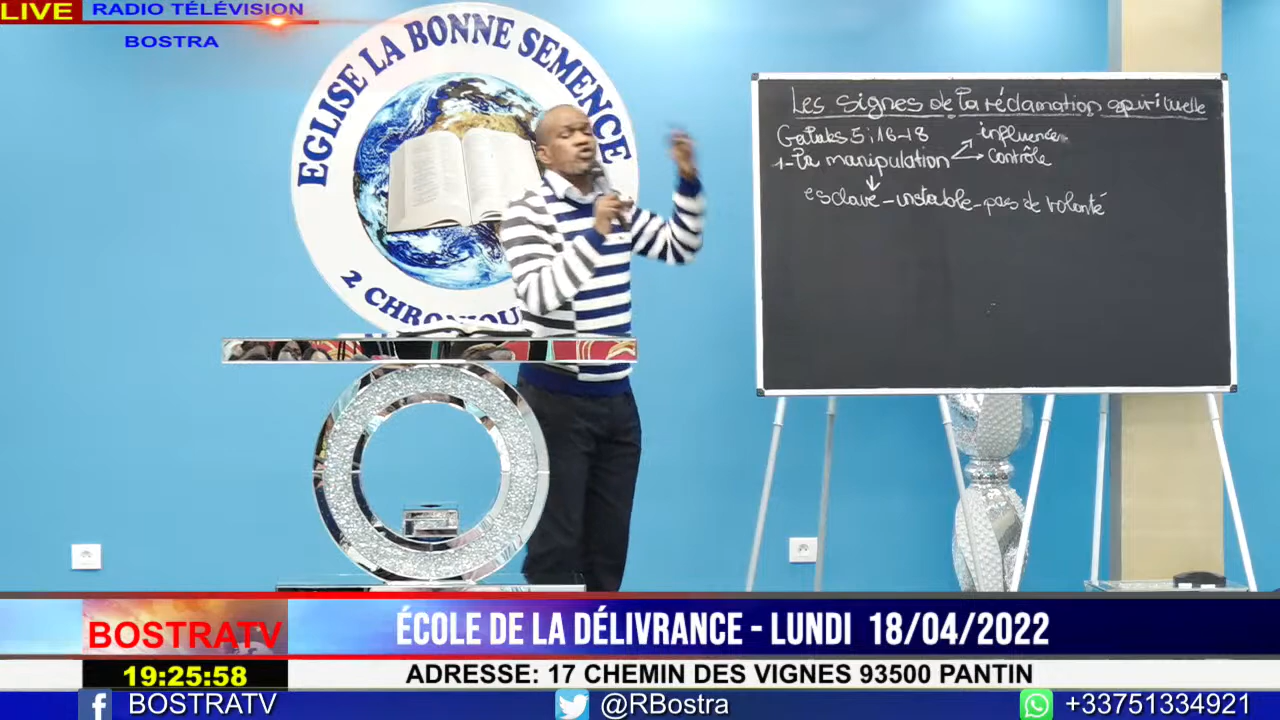 LIVE RADIO TÉLÉVISION
BOSTRA
EGLISE LA BONNE SEMENCE
2 CHRONIQU
Les signes de la réclamation spirituelle
Galates 5:16-18
influence
1-La manipulation
contrôle
esclave-instable-pas de volonté
BOSTRATV
ÉCOLE DE LA DÉLIVRANCE - LUNDI 18/04/2022
19:25:58
ADRESSE: 17 CHEMIN DES VIGNES 93500 PANTIN
BOSTRATV
@RBostra
+33751334921